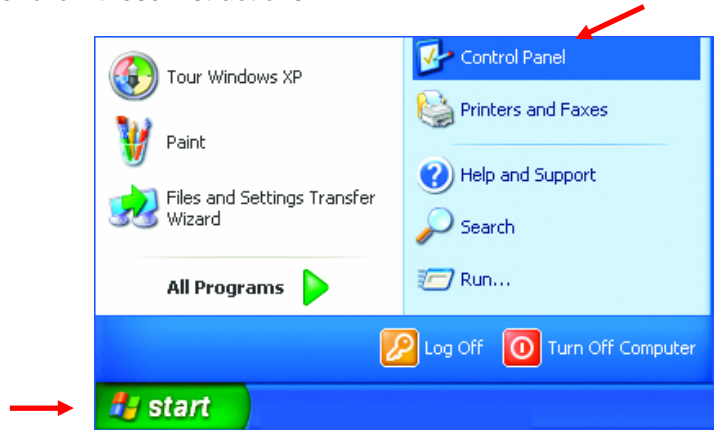 Tour Windows XP
Paint
Files and Settings Transfer
Wizard
All Programs
Control Panel
Printers and Faxes
Help and Support
Search
Run...
Log Off
Turn Off Computer
start